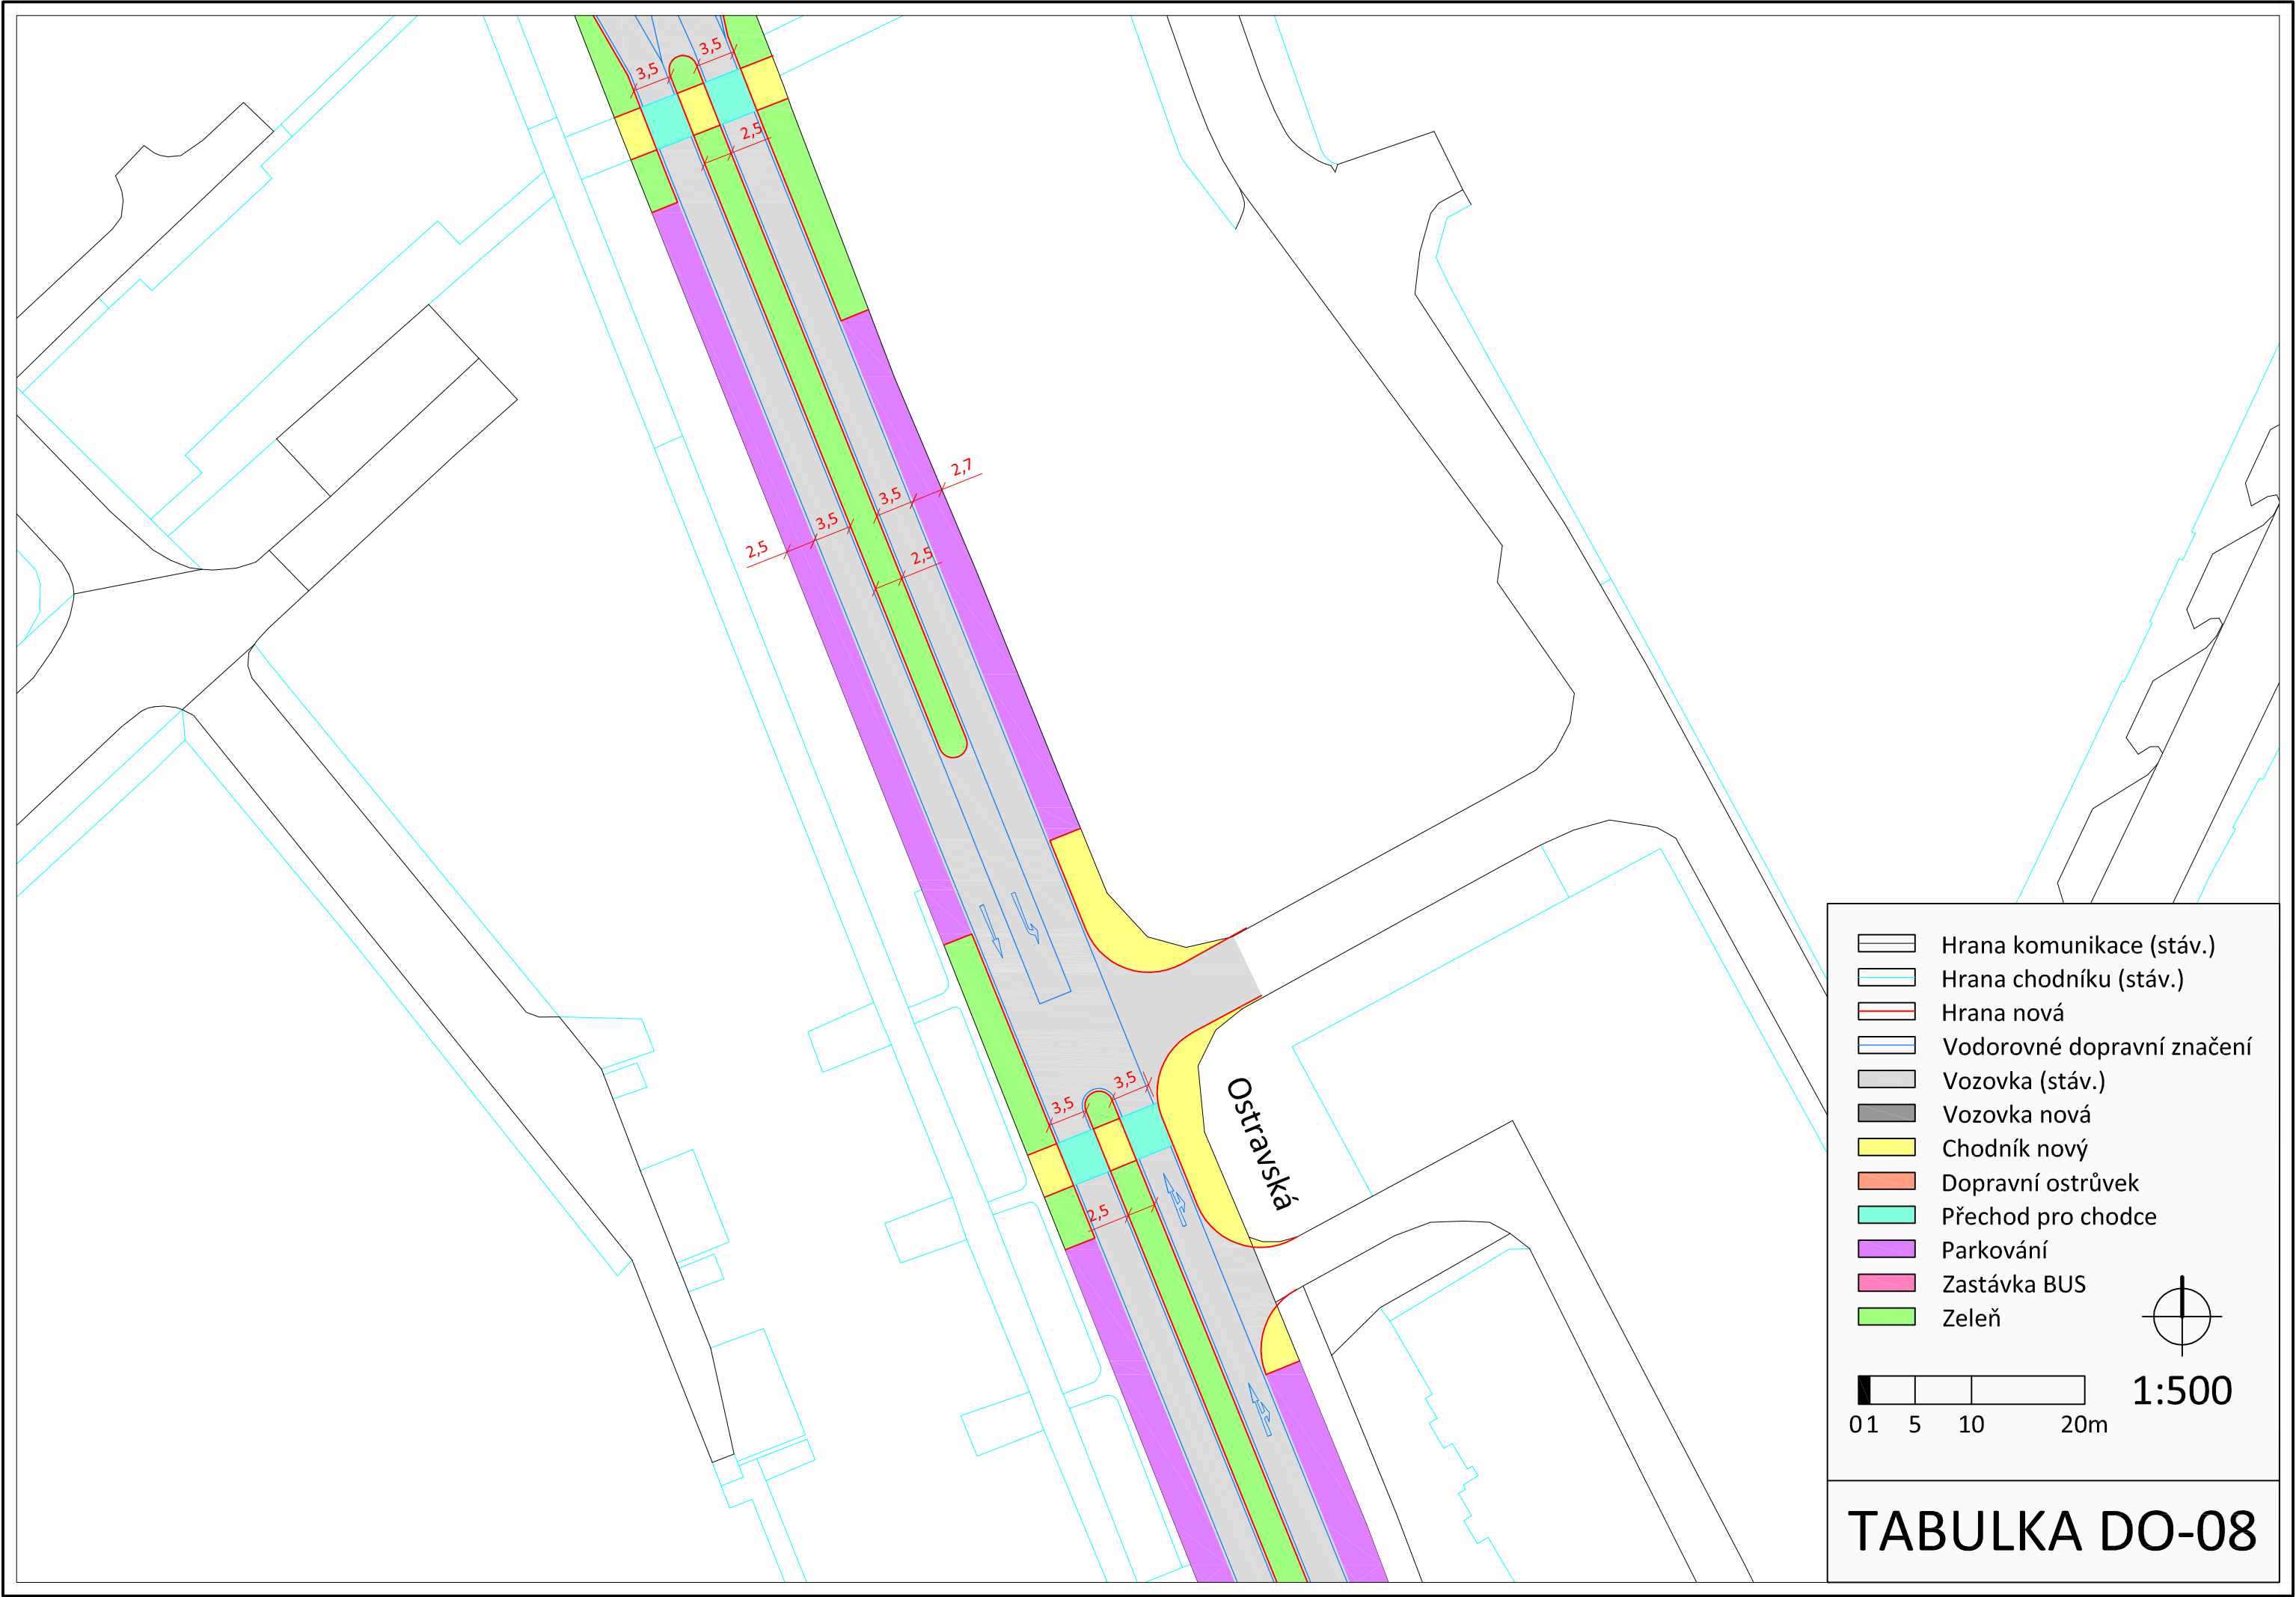 3,5
3,5
2,5
2,7
3,5
3,5
2,5
2,5
3,5
3,5
2,5
Ostravská
Hrana komunikace (stáv.)
Hrana chodníku (stáv.)
Hrana nová
Vodorovné dopravní značení
Vozovka (stáv.)
Vozovka nová
Chodník nový
Dopravní ostrůvek
Přechod pro chodce
Parkování
Zastávka BUS
Zeleň
1:500
0 1 5 10 20m
TABULKA DO-08